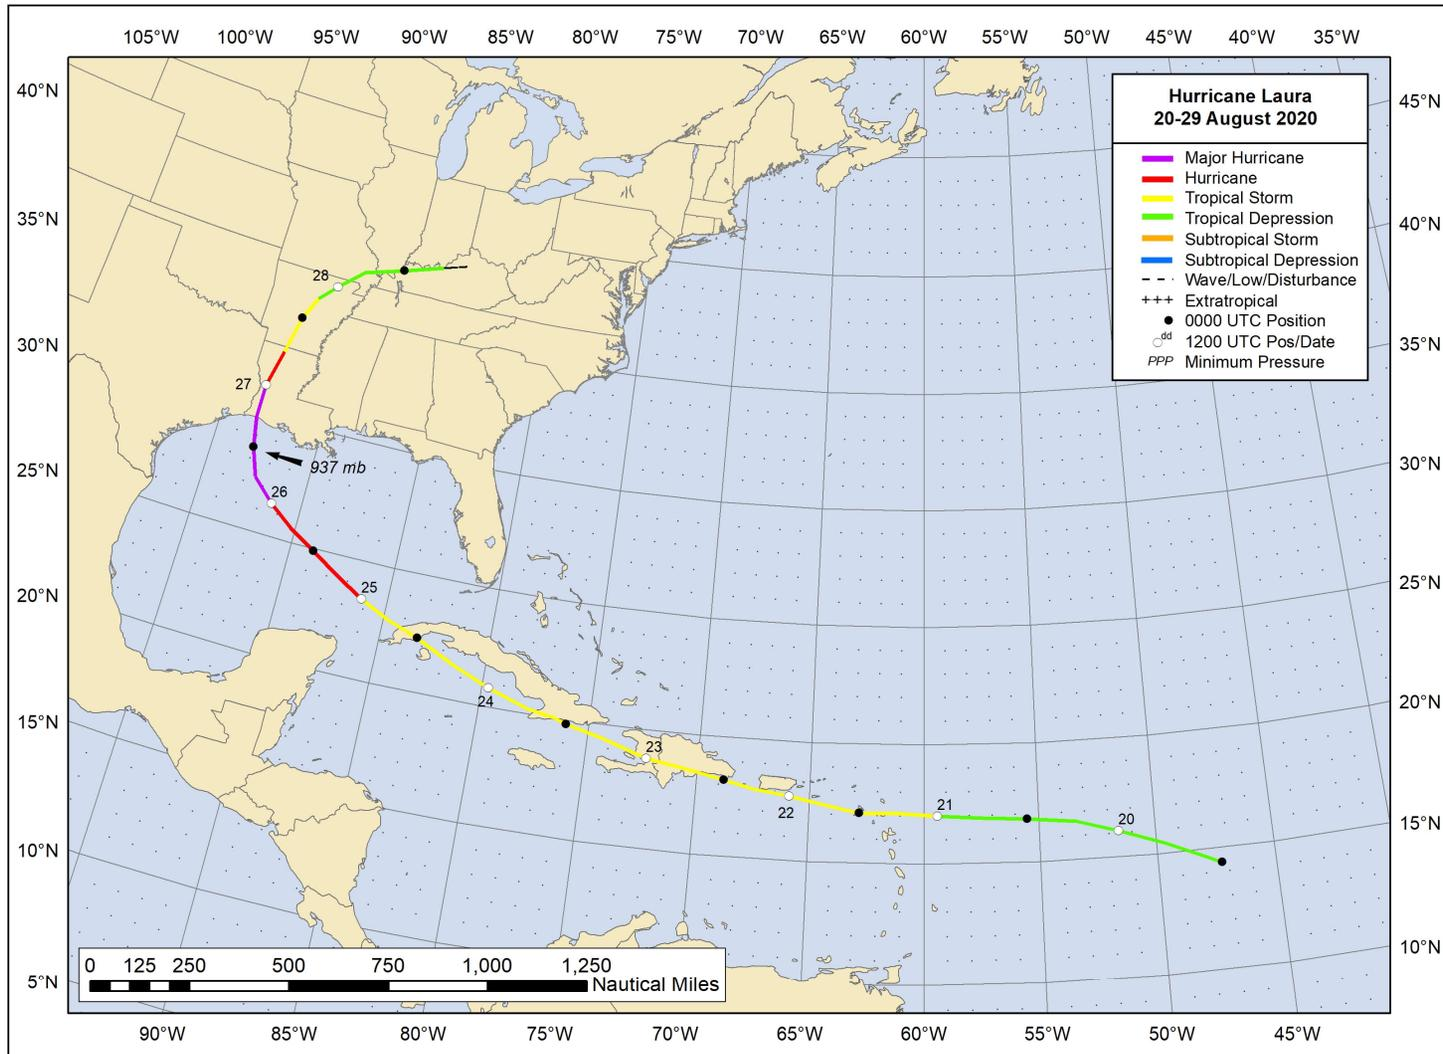 105°W 100°W 95°W 90°W 85°W 80°W 75°W 70°W 65°W 60°W 55°W 50°W 45°W 40°W 35°W
40°N
45°N
Hurricane Laura
20-29 August 2020
Major Hurricane
Hurricane
Tropical Storm
Tropical Depression
Subtropical Storm
Subtropical Depression
Wave/Low/Disturbance
+++ Extratropical
0000 UTC Position
dd
1200 UTC Pos/Date
PPP Minimum Pressure
35°N
40°N
28
30°N
35°N
27
25°N
937 mb
30°N
26
20°N
25
25°N
24
15°N
20°N
23
22
21
20
15°N
10°N
10°N
5°N
0 125 250 500 750 1,000 1,250
Nautical Miles
90°W 85°W 80°W 75°W 70°W 65°W 60°W 55°W 50°W 45°W